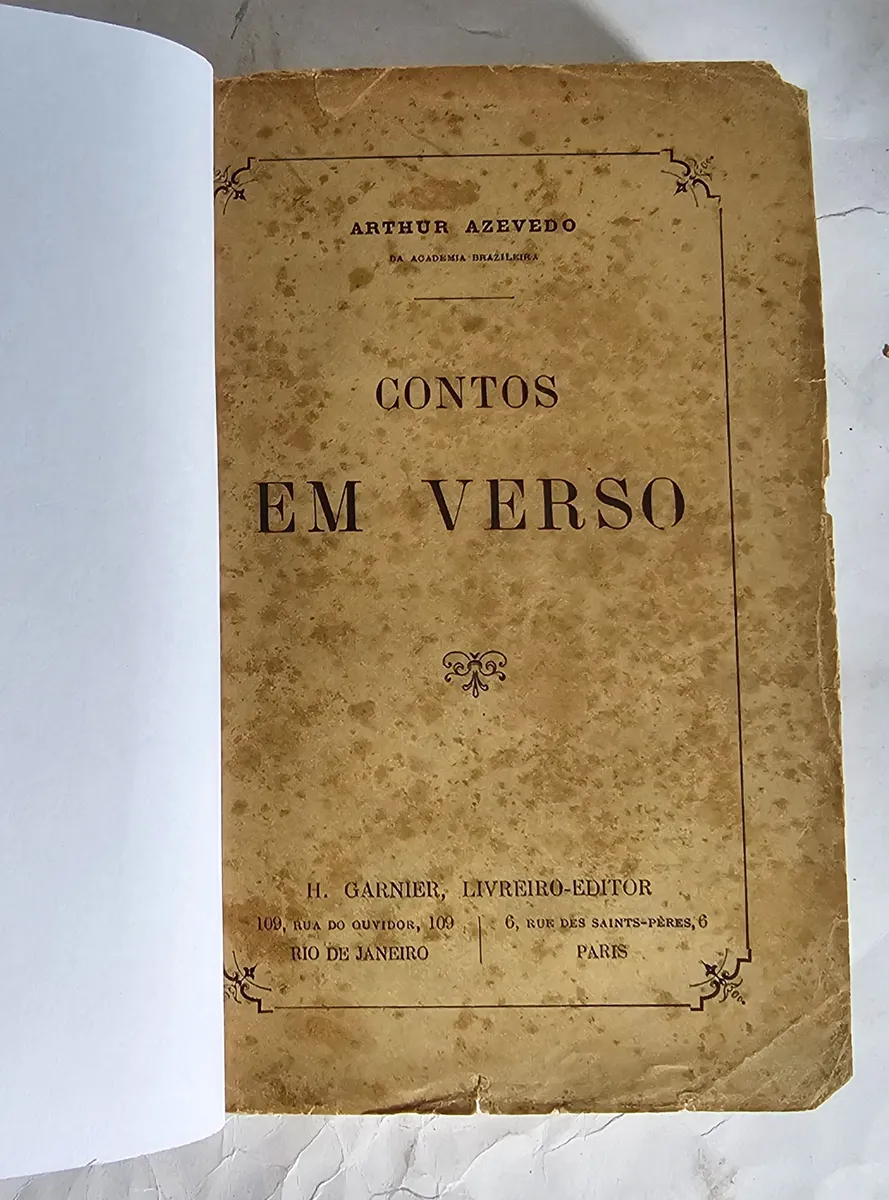 ARTHUR AZEVEDO
DA ACADEMIA BRAZILEIRA
CONTOS
EM VERSO
H. GARNIER, LIVREIRO-EDITOR
109, RUA DO OUVIDOR, 109
RIO DE JANEIRO
6, RUE DES SAINTS-PÈRES, 6
PARIS